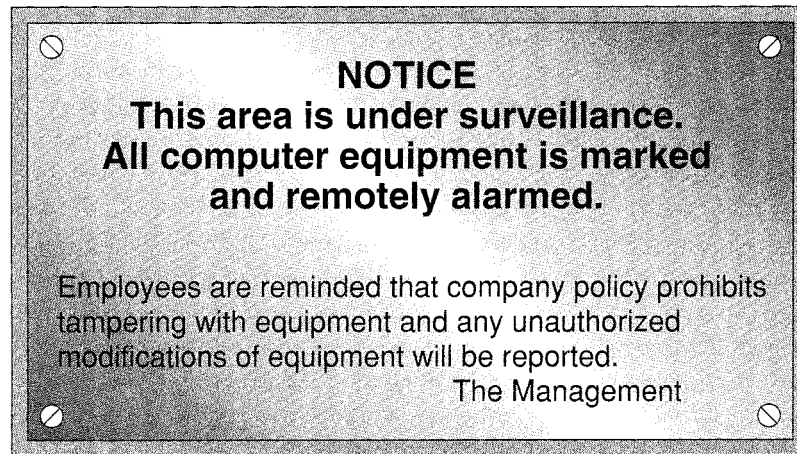 NOTICE
This area is under surveillance.
All computer equipment is marked
and remotely alarmed.
Employees are reminded that company policy prohibits
tampering with equipment and any unauthorized
modifications of equipment will be reported.
The Management